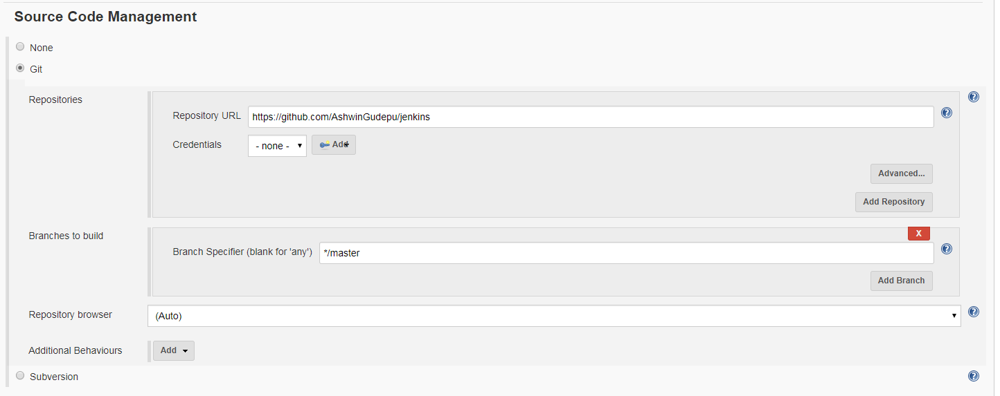 Source Code Management
None
Git
Repositories
Repository URL https://github.com/AshwinGudepu/jenkins
Credentials - none - Add
Advanced...
Add Repository
Branches to build
X
Branch Specifier (blank for 'any') */master
Add Branch
Repository browser (Auto)
Additional Behaviours Add
Subversion